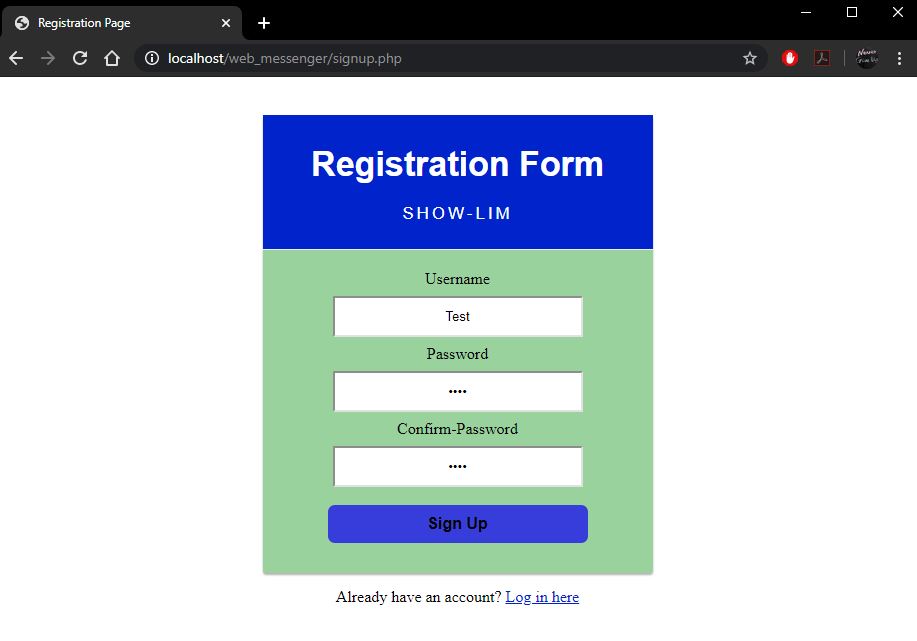 Registration Page
localhost/web_messenger/signup.php
Registration Form
SHOW-LIM
Username
Test
Password
••••
Confirm-Password
••••
Sign Up
Already have an account? Log in here